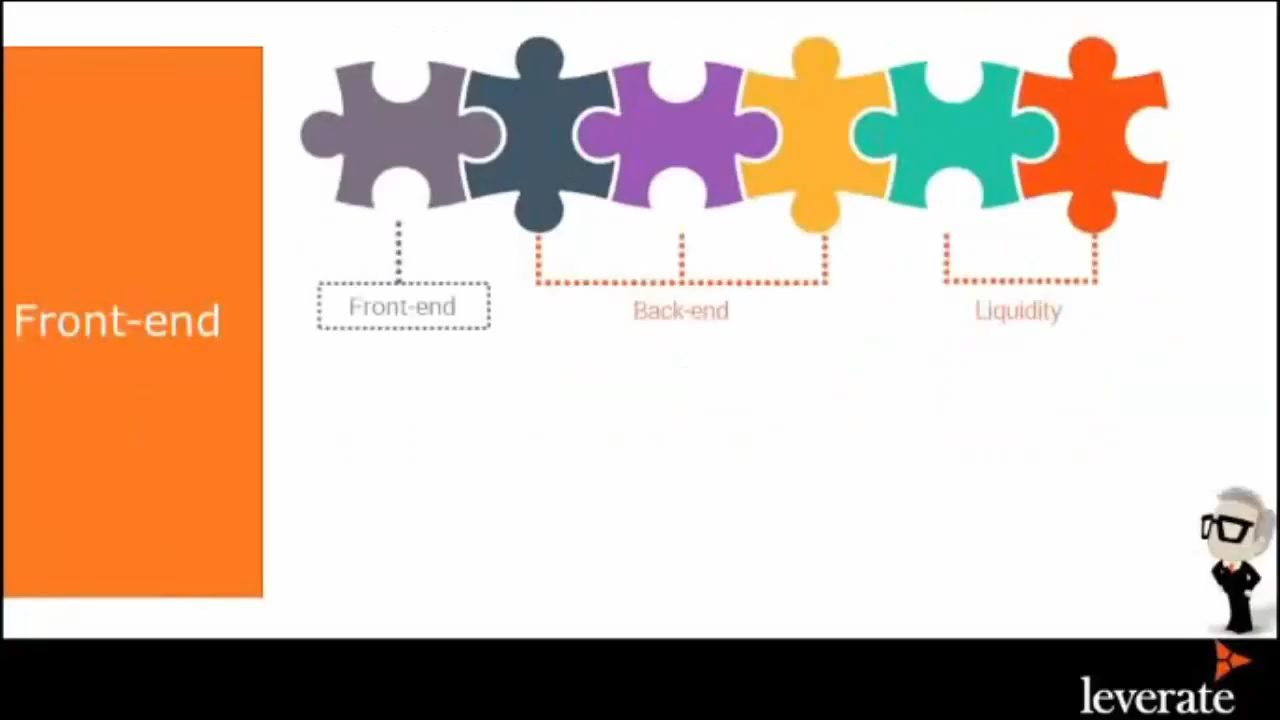 Front-end
Front-end
Back-end
Liquidity
leverate